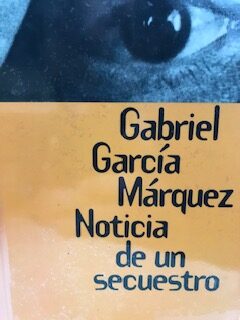 Gabriel
García
Márquez
Noticia
de un
secuestro